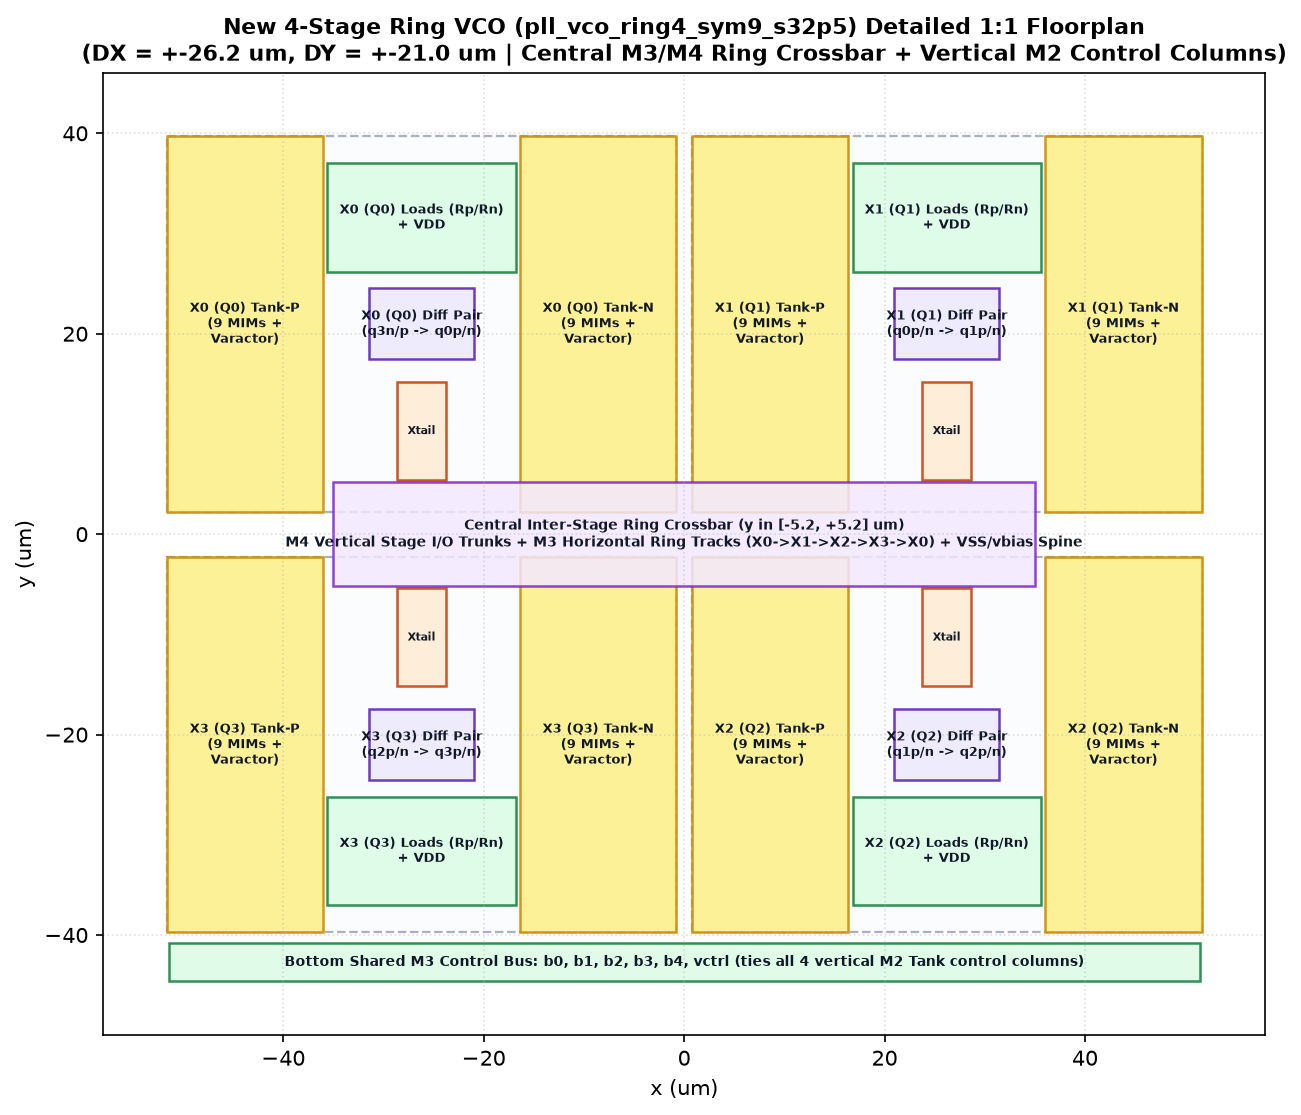 New 4-Stage Ring VCO (pll_vco_ring4_sym9_s32p5) Detailed 1:1 Floorplan
(DX = +-26.2 um, DY = +-21.0 um | Central M3/M4 Ring Crossbar + Vertical M2 Control Columns)
y (um)
40
20
0
−20
−40
X0 (Q0) Loads (Rp/Rn)
+ VDD
X1 (Q1) Loads (Rp/Rn)
+ VDD
X0 (Q0) Tank-P
(9 MIMs +
Varactor)
X0 (Q0) Diff Pair
(q3n/p -> q0p/n)
X0 (Q0) Tank-N
(9 MIMs +
Varactor)
X1 (Q1) Tank-P
(9 MIMs +
Varactor)
X1 (Q1) Diff Pair
(q0p/n -> q1p/n)
X1 (Q1) Tank-N
(9 MIMs +
Varactor)
Xtail
Xtail
Central Inter-Stage Ring Crossbar (y in [-5.2, +5.2] um)
M4 Vertical Stage I/O Trunks + M3 Horizontal Ring Tracks (X0->X1->X2->X3->X0) + VSS/vbias Spine
Xtail
Xtail
X3 (Q3) Tank-P
(9 MIMs +
Varactor)
X3 (Q3) Diff Pair
(q2p/n -> q3p/n)
X3 (Q3) Tank-N
(9 MIMs +
Varactor)
X2 (Q2) Tank-P
(9 MIMs +
Varactor)
X2 (Q2) Diff Pair
(q1p/n -> q2p/n)
X2 (Q2) Tank-N
(9 MIMs +
Varactor)
X3 (Q3) Loads (Rp/Rn)
+ VDD
X2 (Q2) Loads (Rp/Rn)
+ VDD
Bottom Shared M3 Control Bus: b0, b1, b2, b3, b4, vctrl (ties all 4 vertical M2 Tank control columns)
−40
−20
0
20
40
x (um)